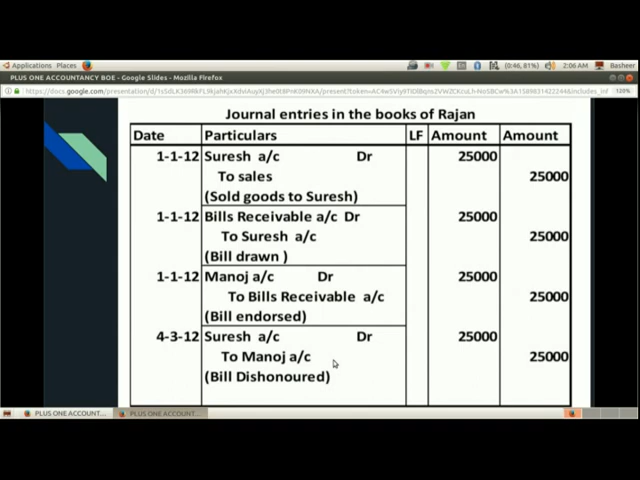 Applications Places (0:46, 81%) 2:06 AM Basheer
PLUS ONE ACCOUNTANCY BOE - Google Slides - Mozilla Firefox
120%
Journal entries in the books of Rajan
Date Particulars LF Amount Amount
1-1-12 Suresh a/c Dr 25000
To sales 25000
(Sold goods to Suresh)
1-1-12 Bills Receivable a/c Dr 25000
To Suresh a/c 25000
(Bill drawn )
1-1-12 Manoj a/c Dr 25000
To Bills Receivable a/c 25000
(Bill endorsed)
4-3-12 Suresh a/c Dr 25000
To Manoj a/c 25000
(Bill Dishonoured)
PLUS ONE ACCOUNT... PLUS ONE ACCOUNT...